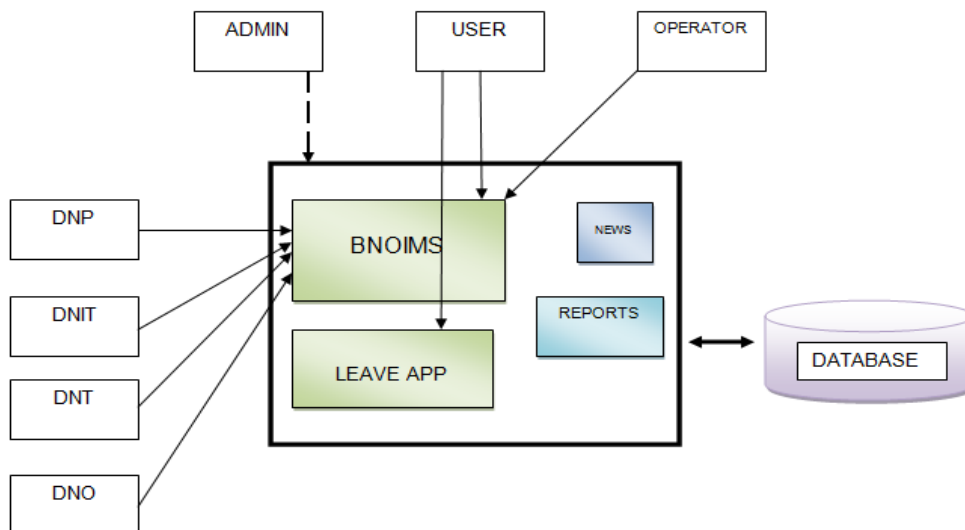 ADMIN
USER
OPERATOR
DNP
BNOIMS
NEWS
DNIT
REPORTS
DATABASE
LEAVE APP
DNT
DNO